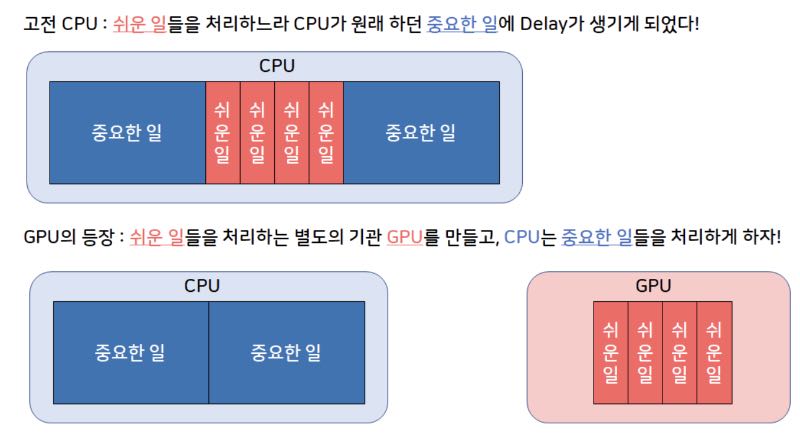 고전 CPU : 쉬운 일들을 처리하느라 CPU가 원래 하던 중요한 일에 Delay가 생기게 되었다!
CPU
중요한 일
쉬운일
쉬운일
쉬운일
쉬운일
중요한 일
GPU의 등장 : 쉬운 일들을 처리하는 별도의 기관 GPU를 만들고, CPU는 중요한 일들을 처리하게 하자!
CPU
중요한 일
중요한 일
GPU
쉬운일
쉬운일
쉬운일
쉬운일